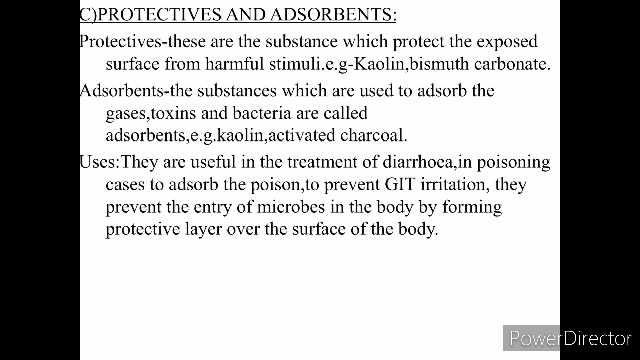 C)PROTECTIVES AND ADSORBENTS:
Protectives-these are the substance which protect the exposed
surface from harmful stimuli.e.g-Kaolin,bismuth carbonate.
Adsorbents-the substances which are used to adsorb the
gases,toxins and bacteria are called
adsorbents,e.g.kaolin,activated charcoal.
Uses:They are useful in the treatment of diarrhoea,in poisoning
cases to adsorb the poison,to prevent GIT irritation, they
prevent the entry of microbes in the body by forming
protective layer over the surface of the body.
PowerDirector